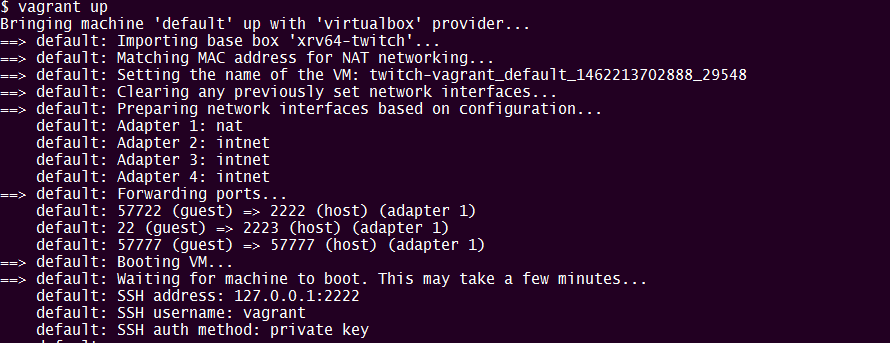 $ vagrant up
Bringing machine 'default' up with 'virtualbox' provider...
==> default: Importing base box 'xrv64-twitch'...
==> default: Matching MAC address for NAT networking...
==> default: Setting the name of the VM: twitch-vagrant_default_1462213702888_29548
==> default: Clearing any previously set network interfaces...
==> default: Preparing network interfaces based on configuration...
    default: Adapter 1: nat
    default: Adapter 2: intnet
    default: Adapter 3: intnet
    default: Adapter 4: intnet
==> default: Forwarding ports...
    default: 57722 (guest) => 2222 (host) (adapter 1)
    default: 22 (guest) => 2223 (host) (adapter 1)
    default: 57777 (guest) => 57777 (host) (adapter 1)
==> default: Booting VM...
==> default: Waiting for machine to boot. This may take a few minutes...
    default: SSH address: 127.0.0.1:2222
    default: SSH username: vagrant
    default: SSH auth method: private key